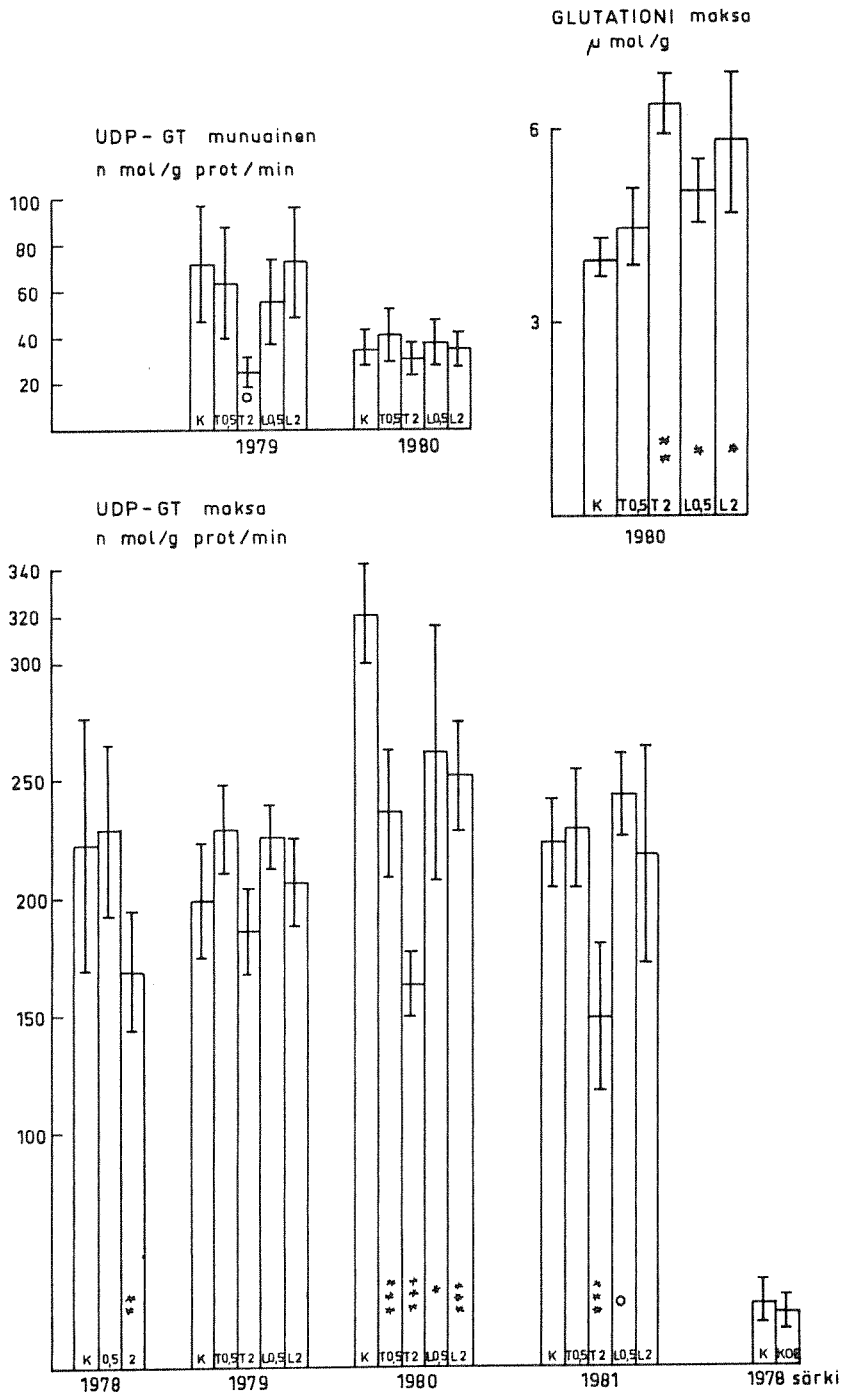 GLUTATIONI maksa
µ mol/g
6
3
K T0,5 T2 L0,5 L2
** * *
1980
UDP-GT munuainen
n mol/g prot/min
100
80
60
40
20
K T0,5 T2 L0,5 L2 K T0,5 T2 L0,5 L2
1979 1980
UDP-GT maksa
n mol/g prot/min
340
320
300
250
200
150
100
** *** *** * *** ***
K 0,5 2 K T0,5 T2 L0,5 L2 K T0,5 T2 L0,5 L2 K T0,5 T2 L0,5 L2 K
1978 1979 1980 1981 1978 särki